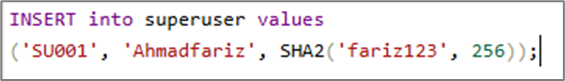 INSERT into superuser values
('SU001', 'Ahmadfariz', SHA2('fariz123', 256));